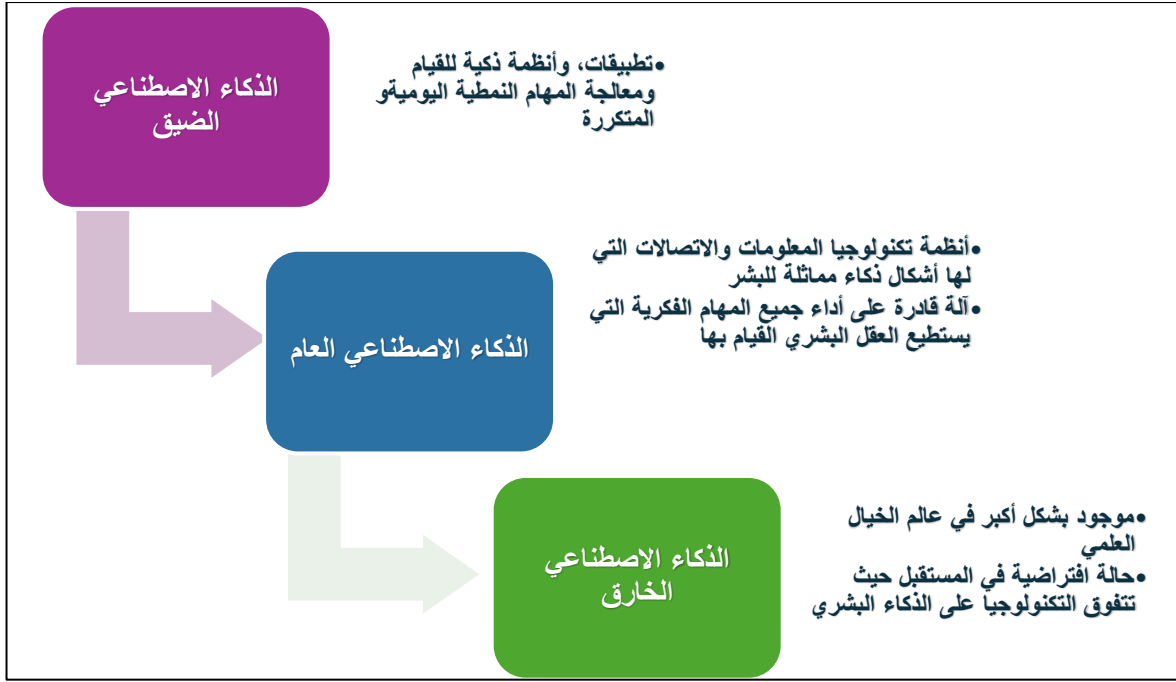 الذكاء الاصطناعي
الضيق
•تطبيقات، وأنظمة ذكية للقيام
ومعالجة المهام النمطية اليوميةو
المتكررة
الذكاء الاصطناعي العام
•أنظمة تكنولوجيا المعلومات والاتصالات التي
لها أشكال ذكاء مماثلة للبشر
•آلة قادرة على أداء جميع المهام الفكرية التي
يستطيع العقل البشري القيام بها
الذكاء الاصطناعي
الخارق
•موجود بشكل أكبر في عالم الخيال
العلمي
•حالة افتراضية في المستقبل حيث
تتفوق التكنولوجيا على الذكاء البشري